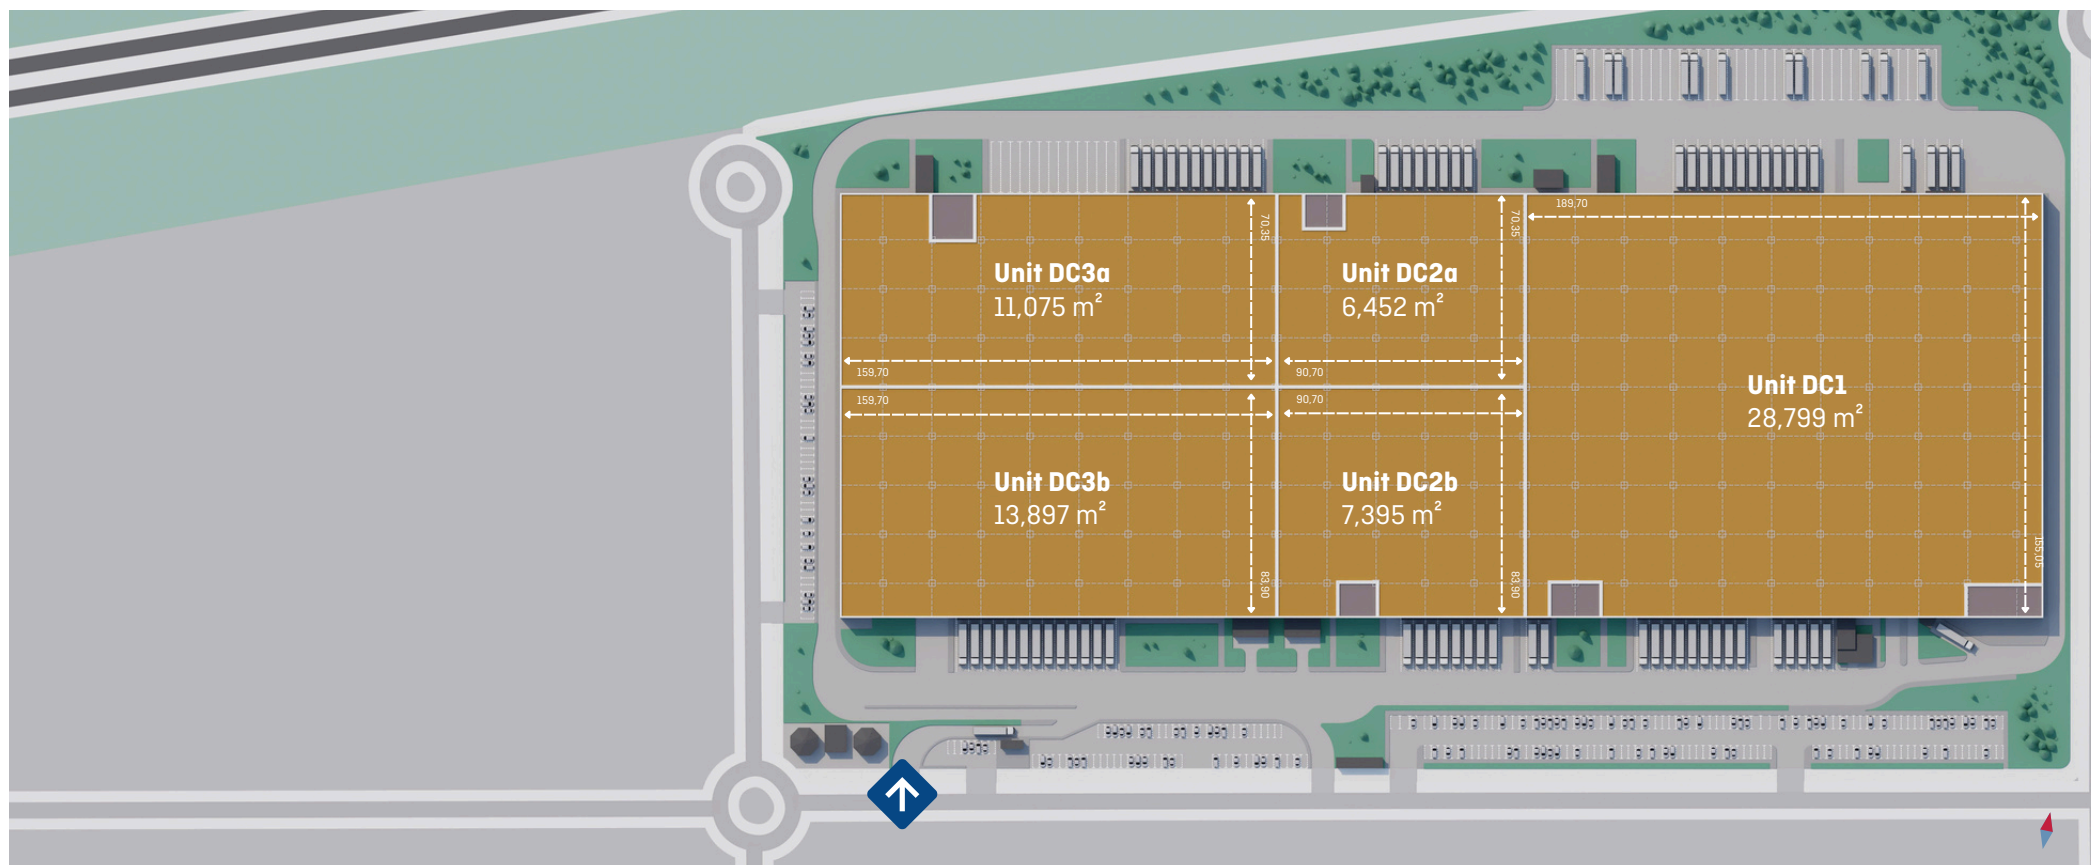 189,70
70.35
70.35
Unit DC3a
11,075 m²
Unit DC2a
6,452 m²
159,70
90,70
Unit DC1
28,799 m²
159,70
90,70
Unit DC3b
13,897 m²
Unit DC2b
7,395 m²
155.05
83.90
83.90